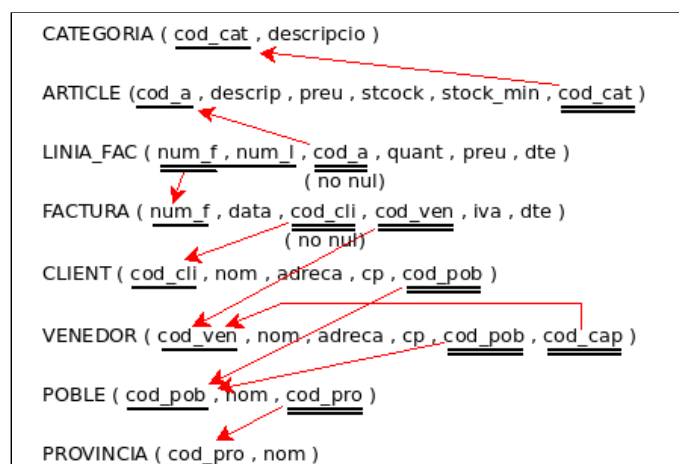 CATEGORIA ( cod_cat , descripcio )
ARTICLE (cod_a , descrip , preu , stcock , stock_min , cod_cat )
LINIA_FAC ( num_f , num_l , cod_a , quant , preu , dte )
( no nul)
FACTURA ( num_f , data , cod_cli , cod_ven , iva , dte )
( no nul)
CLIENT ( cod_cli , nom , adreca , cp , cod_pob )
VENEDOR ( cod_ven , nom , adreca , cp , cod_pob , cod_cap )
POBLE ( cod_pob , nom , cod_pro )
PROVINCIA ( cod_pro , nom )